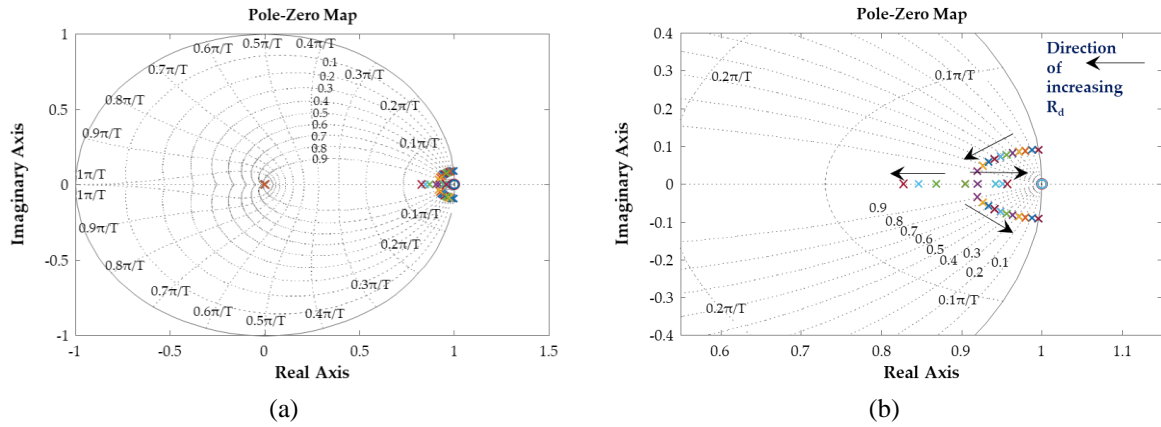 Pole-Zero Map
1
0.5
0
-0.5
-1
Imaginary Axis
0.6π/T
0.5π/T
0.4π/T
0.7π/T
0.3π/T
0.8π/T
0.2π/T
0.9π/T
0.1π/T
1π/T
1π/T
0.1
0.2
0.3
0.4
0.5
0.6
0.7
0.8
0.9
0.1π/T
0.9π/T
0.2π/T
0.8π/T
0.3π/T
0.7π/T
0.6π/T
0.5π/T
0.4π/T
-1
-0.5
0
0.5
1
1.5
Real Axis
(a)
Pole-Zero Map
0.4
0.3
0.2
0.1
0
-0.1
-0.2
-0.3
-0.4
Imaginary Axis
0.2π/T
0.1π/T
Direction
of
increasing
R_d
0.9
0.8
0.7
0.6
0.5
0.4
0.3
0.2
0.1
0.1π/T
0.2π/T
0.6
0.7
0.8
0.9
1
1.1
Real Axis
(b)